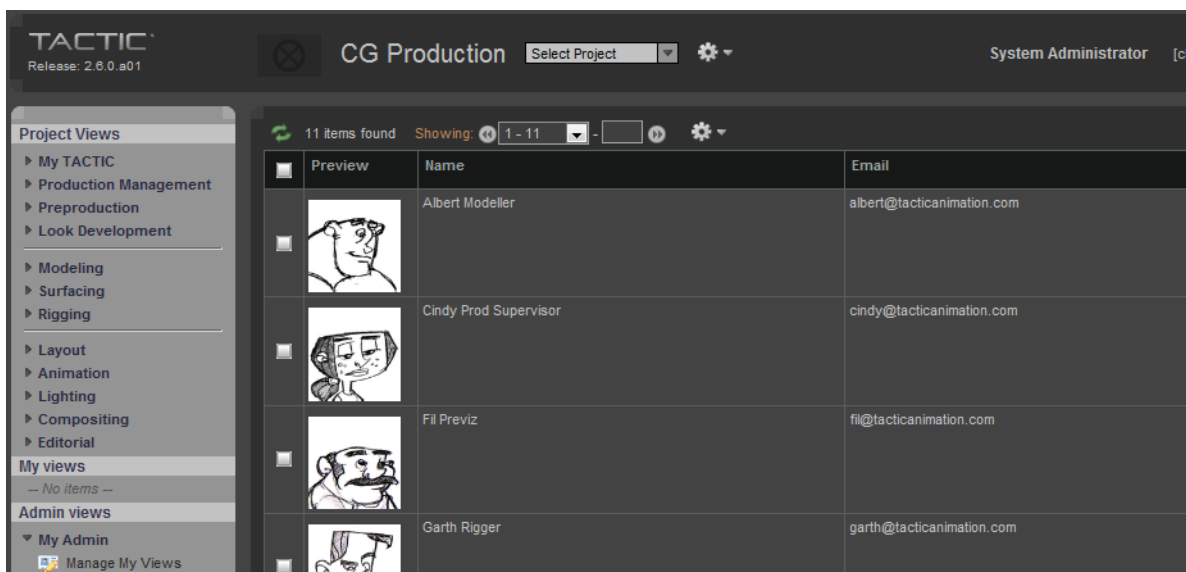 TACTIC
Release: 2.6.0.a01
CG Production
Select Project
System Administrator
Project Views
My TACTIC
Production Management
Preproduction
Look Development
Modeling
Surfacing
Rigging
Layout
Animation
Lighting
Compositing
Editorial
My views
-- No items --
Admin views
My Admin
Manage My Views
11 items found Showing: 1 - 11 -
Preview Name Email
Albert Modeller albert@tacticanimation.com
Cindy Prod Supervisor cindy@tacticanimation.com
Fil Previz fil@tacticanimation.com
Garth Rigger garth@tacticanimation.com